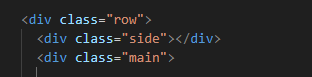 <div class="row">
<div class="side"></div>
<div class="main">